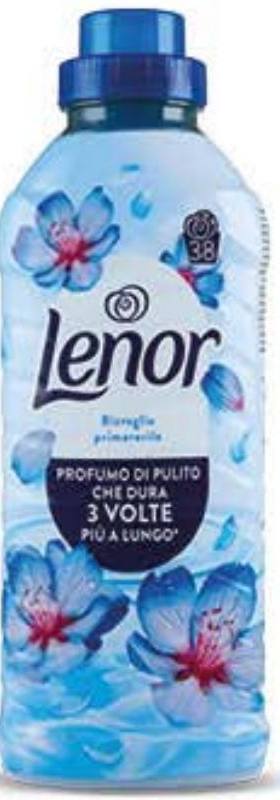 38
Lenor
Risveglio
primaverile
PROFUMO DI PULITO
CHE DURA
3 VOLTE
PIÙ A LUNGO*